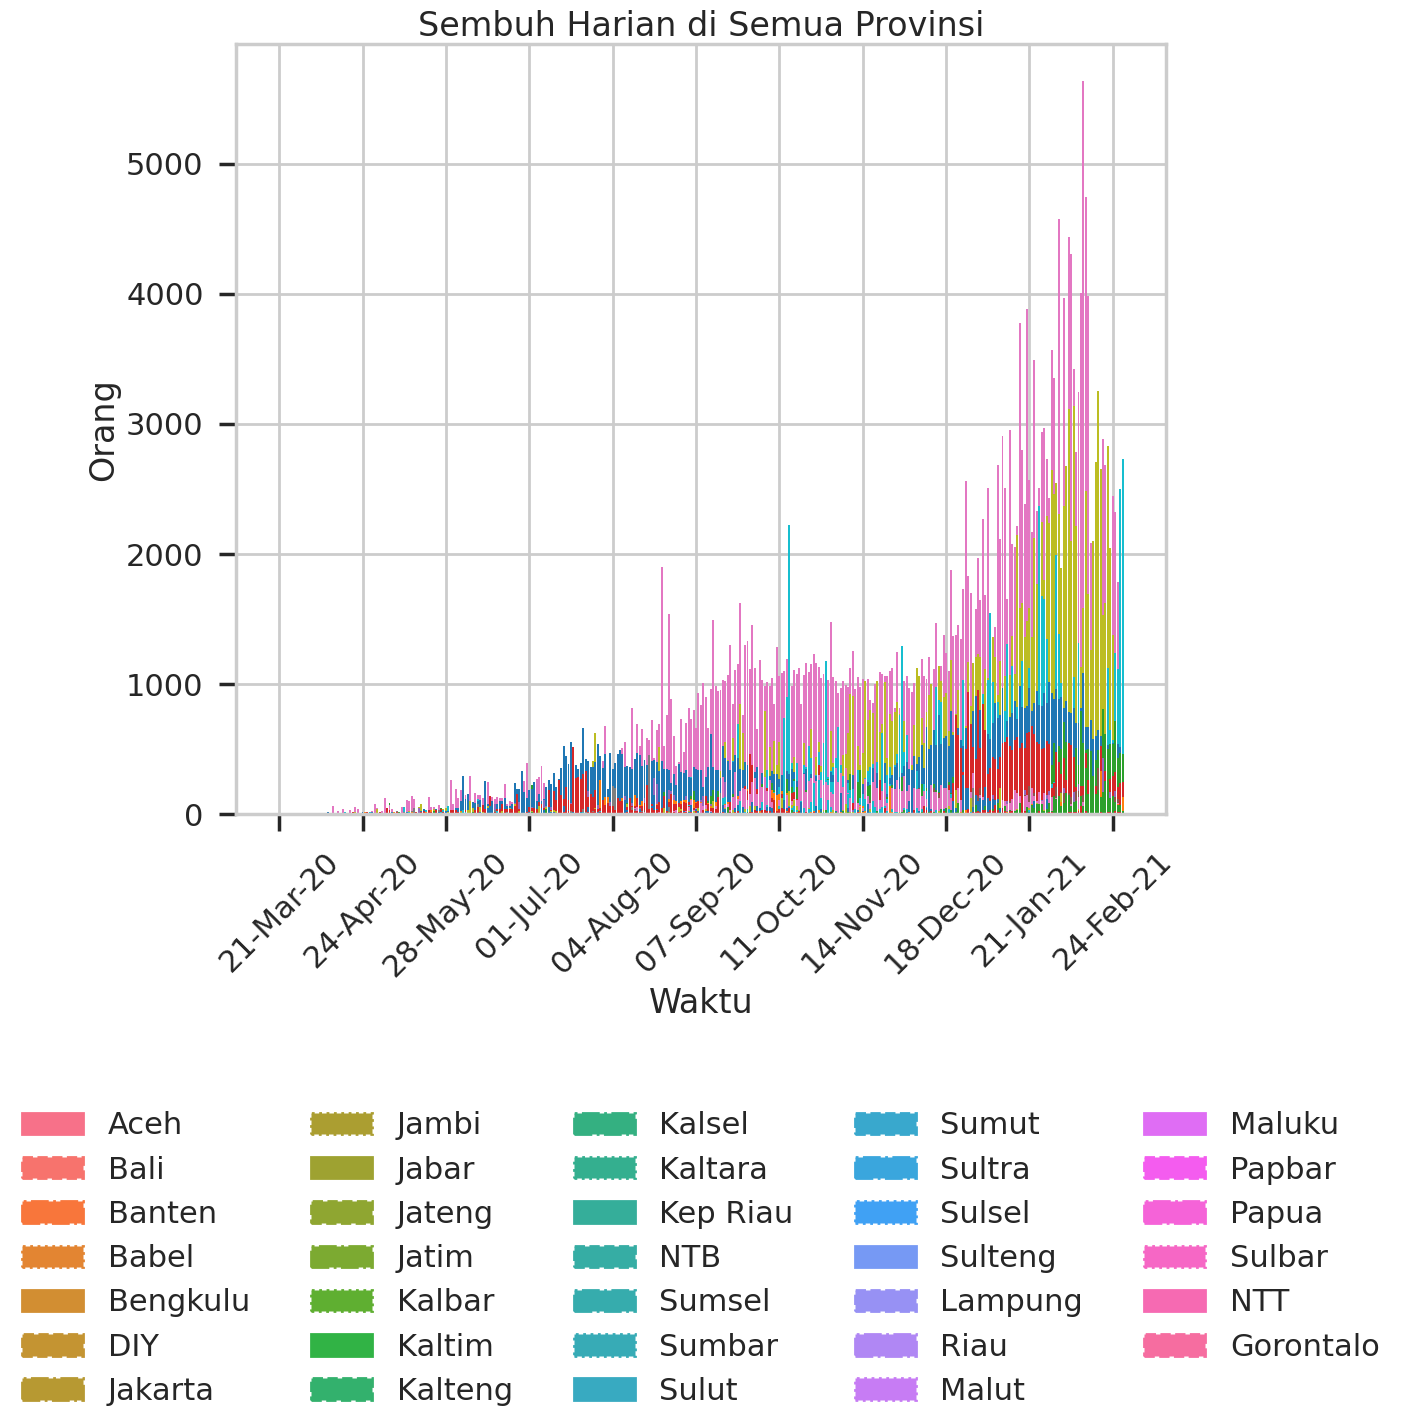 Sembuh Harian di Semua Provinsi
5000
4000
3000
2000
1000
0
Orang
21-Mar-20
24-Apr-20
28-May-20
01-Jul-20
04-Aug-20
07-Sep-20
11-Oct-20
14-Nov-20
18-Dec-20
21-Jan-21
24-Feb-21
Waktu
Aceh
Bali
Banten
Babel
Bengkulu
DIY
Jakarta
Jambi
Jabar
Jateng
Jatim
Kalbar
Kaltim
Kalteng
Kalsel
Kaltara
Kep Riau
NTB
Sumsel
Sumbar
Sulut
Sumut
Sultra
Sulsel
Sulteng
Lampung
Riau
Malut
Maluku
Papbar
Papua
Sulbar
NTT
Gorontalo